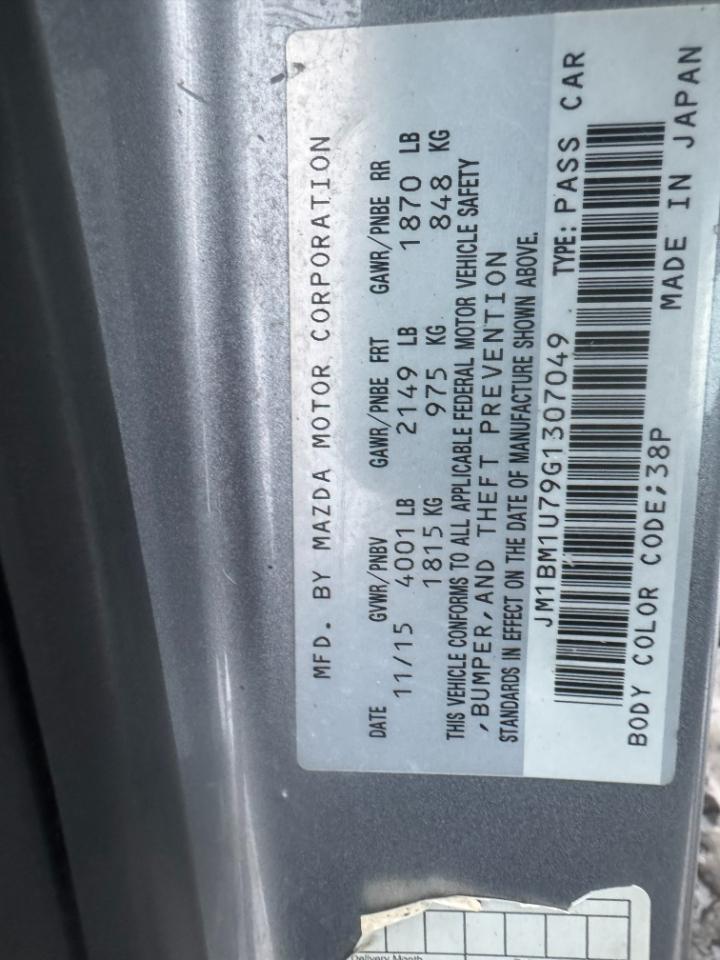 MFD. BY MAZDA MOTOR CORPORATION
DATE GVWR/PNBV GAWR/PNBE FRT GAWR/PNBE RR
11/15 4001 LB 2149 LB 1870 LB
1815 KG 975 KG 848 KG
THIS VEHICLE CONFORMS TO ALL APPLICABLE FEDERAL MOTOR VEHICLE SAFETY
,BUMPER,AND THEFT PREVENTION
STANDARDS IN EFFECT ON THE DATE OF MANUFACTURE SHOWN ABOVE.
JM1BM1U79G1307049 TYPE: PASS CAR
BODY COLOR CODE;38P MADE IN JAPAN
Delivery Month